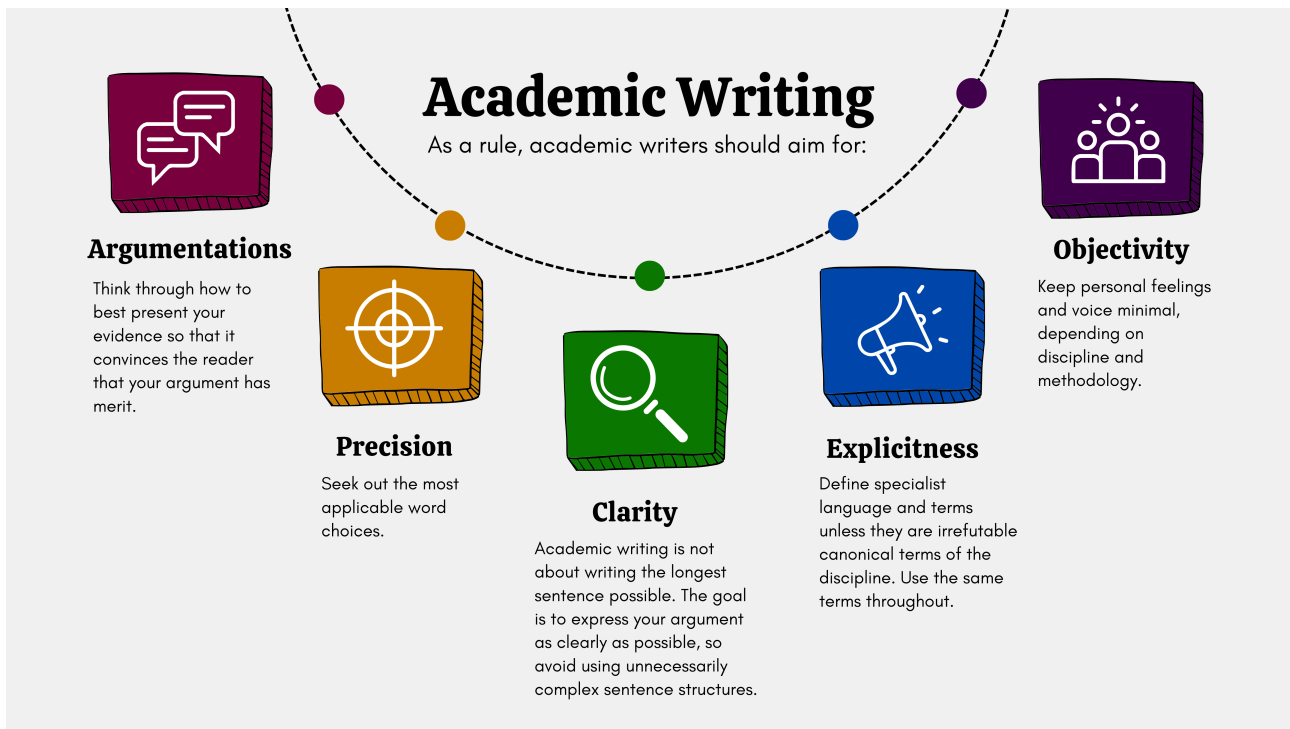 Academic Writing
As a rule, academic writers should aim for:
Argumentations
Think through how to
best present your
evidence so that it
convinces the reader
that your argument has
merit.
Precision
Seek out the most
applicable word
choices.
Clarity
Academic writing is not
about writing the longest
sentence possible. The goal
is to express your argument
as clearly as possible, so
avoid using unnecessarily
complex sentence structures.
Explicitness
Define specialist
language and terms
unless they are irrefutable
canonical terms of the
discipline. Use the same
terms throughout.
Objectivity
Keep personal feelings
and voice minimal,
depending on
discipline and
methodology.